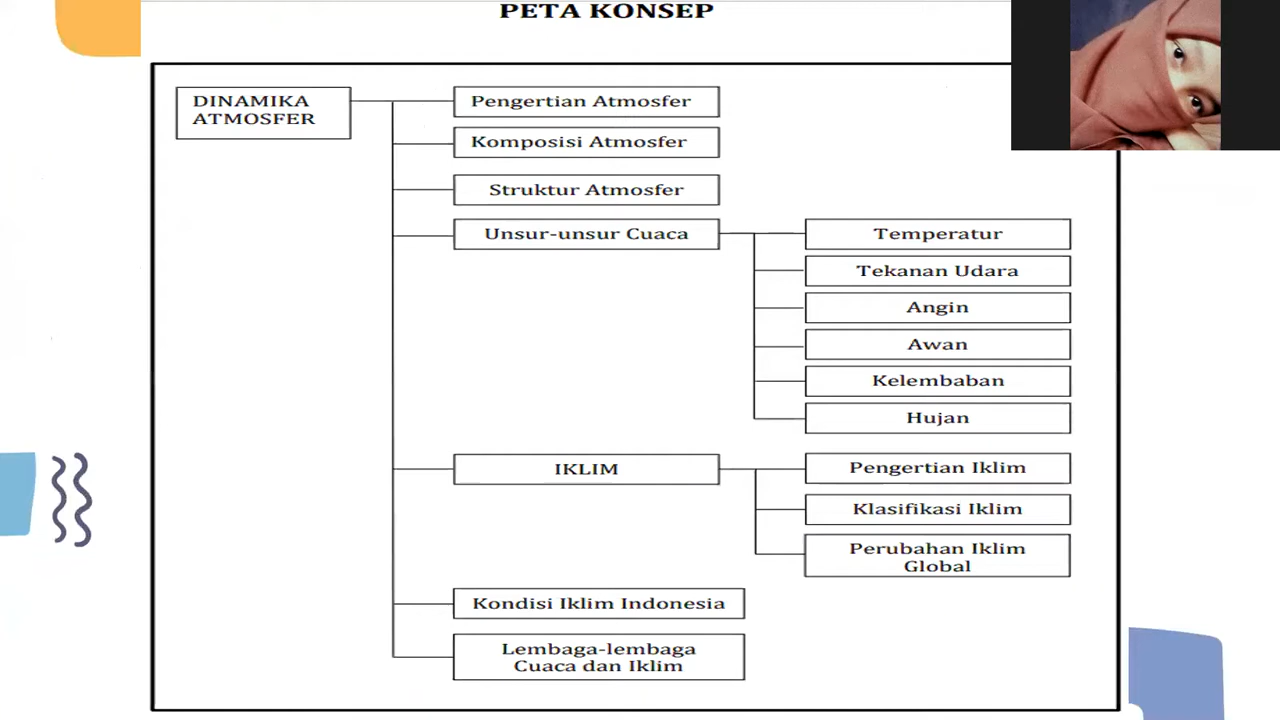 PETA KONSEP
DINAMIKA
ATMOSFER
Pengertian Atmosfer
Komposisi Atmosfer
Struktur Atmosfer
Unsur-unsur Cuaca
Temperatur
Tekanan Udara
Angin
Awan
Kelembaban
Hujan
IKLIM
Pengertian Iklim
Klasifikasi Iklim
Perubahan Iklim
Global
Kondisi Iklim Indonesia
Lembaga-lembaga
Cuaca dan Iklim